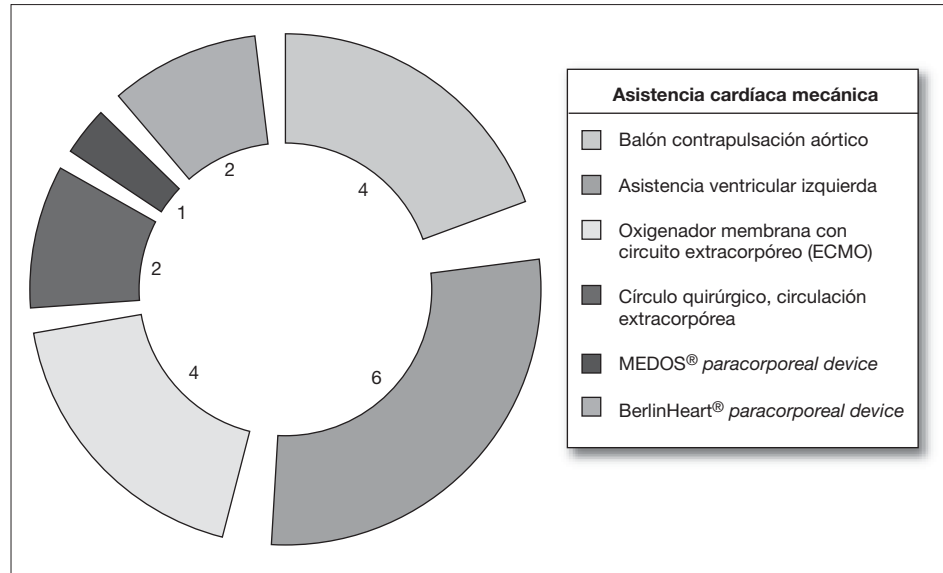 4
6
4
2
1
2
Asistencia cardíaca mecánica
Balón contrapulsación aórtico
Asistencia ventricular izquierda
Oxigenador membrana con
circuito extracorpóreo (ECMO)
Círculo quirúrgico, circulación
extracorpórea
MEDOS® paracorporeal device
BerlinHeart® paracorporeal device